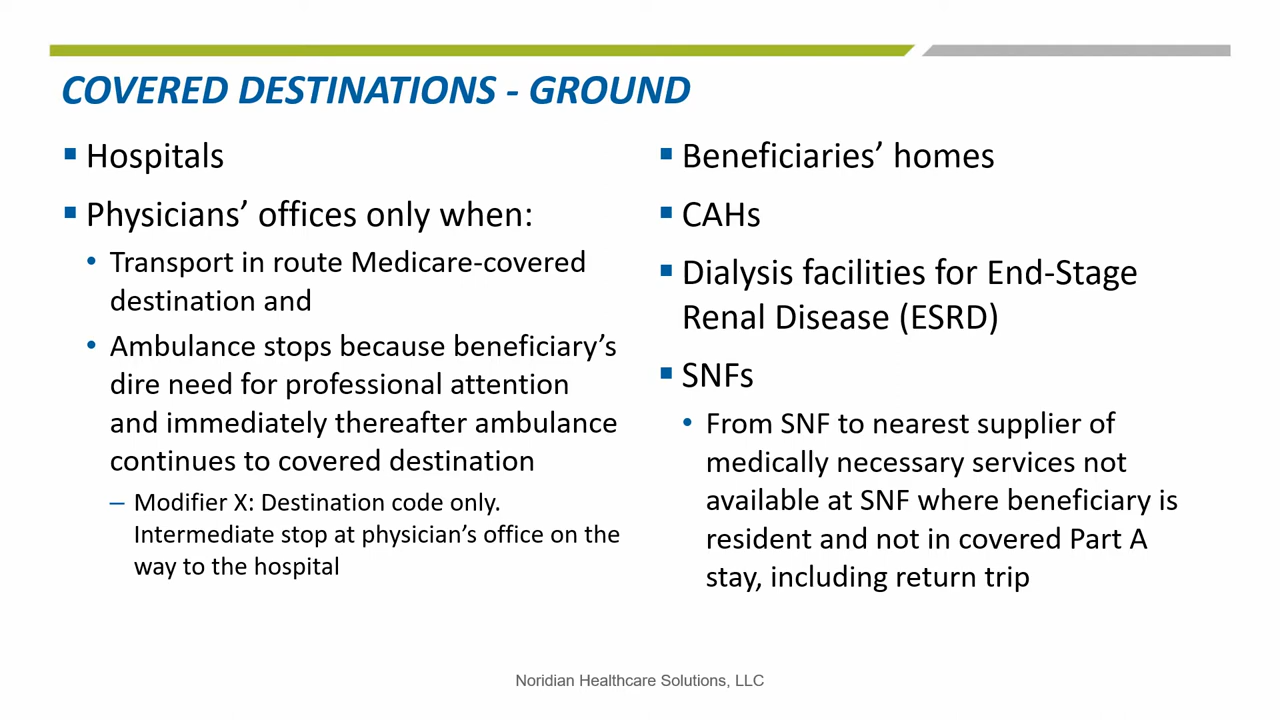 COVERED DESTINATIONS - GROUND
▪ Hospitals
▪ Physicians’ offices only when:
• Transport in route Medicare-covered
destination and
• Ambulance stops because beneficiary’s
dire need for professional attention
and immediately thereafter ambulance
continues to covered destination
– Modifier X: Destination code only.
Intermediate stop at physician’s office on the
way to the hospital
▪ Beneficiaries’ homes
▪ CAHs
▪ Dialysis facilities for End-Stage
Renal Disease (ESRD)
▪ SNFs
• From SNF to nearest supplier of
medically necessary services not
available at SNF where beneficiary is
resident and not in covered Part A
stay, including return trip
Noridian Healthcare Solutions, LLC